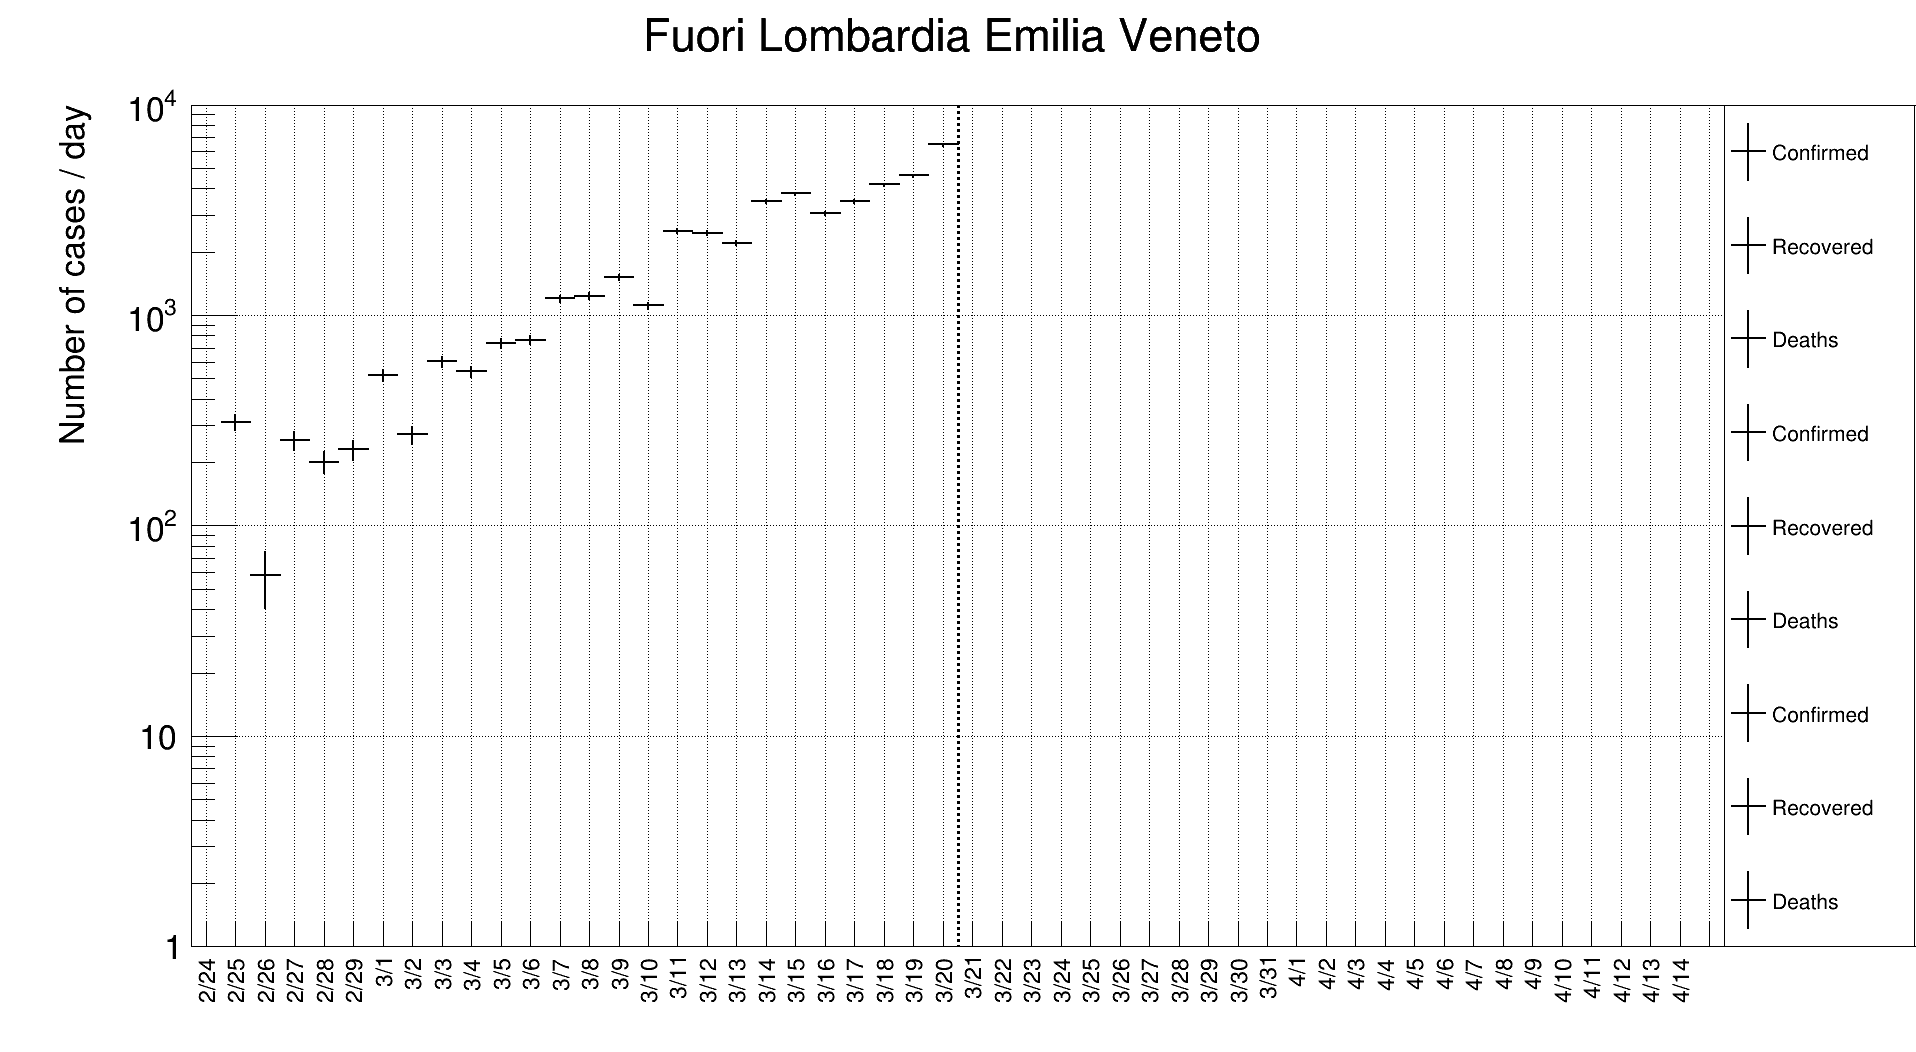 Fuori Lombardia Emilia Veneto
Number of cases / day
10^4
10^3
10^2
10
1
2/24 2/25 2/26 2/27 2/28 2/29 3/1 3/2 3/3 3/4 3/5 3/6 3/7 3/8 3/9 3/10 3/11 3/12 3/13 3/14 3/15 3/16 3/17 3/18 3/19 3/20 3/21 3/22 3/23 3/24 3/25 3/26 3/27 3/28 3/29 3/30 3/31 4/1 4/2 4/3 4/4 4/5 4/6 4/7 4/8 4/9 4/10 4/11 4/12 4/13 4/14
Confirmed
Recovered
Deaths
Confirmed
Recovered
Deaths
Confirmed
Recovered
Deaths